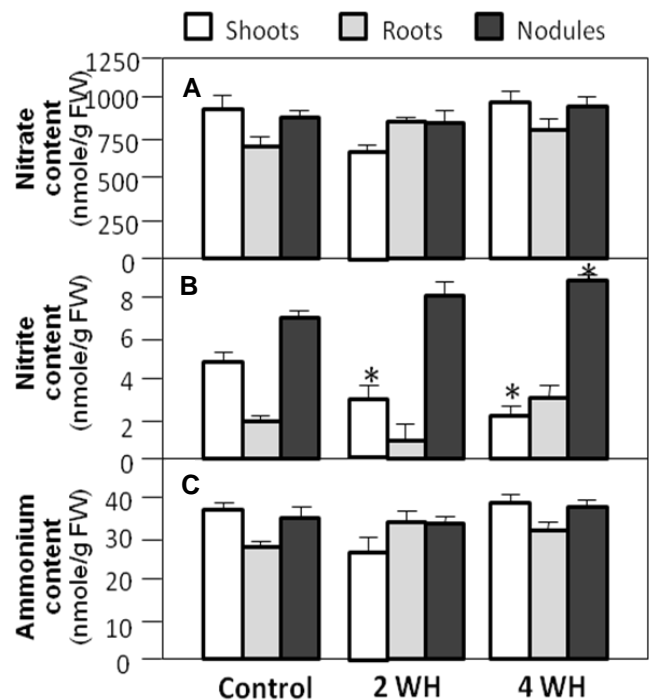 Shoots Roots Nodules
A
Nitrate
content
(nmole/g FW)
1250
1000
750
500
250
0
B
Nitrite
content
(nmole/g FW)
8
6
4
2
0
*
*
*
C
Ammonium
content
(nmole/g FW)
40
30
20
10
0
Control 2 WH 4 WH